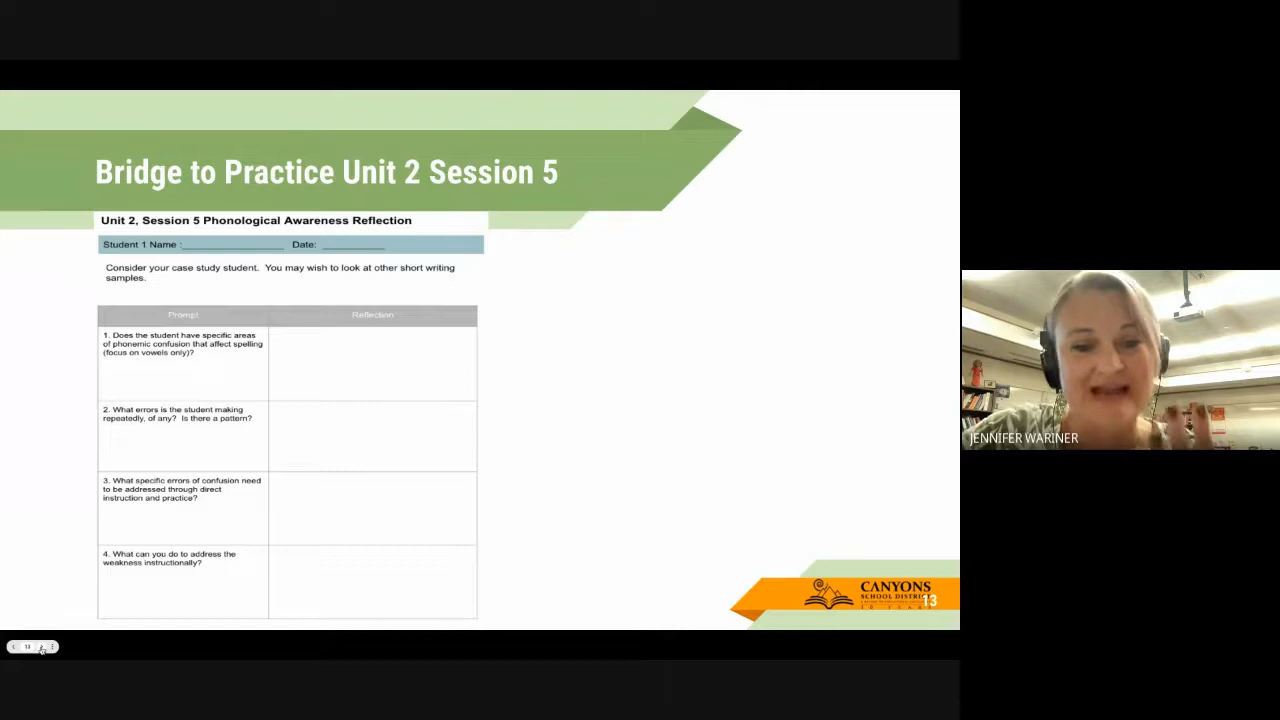 Bridge to Practice Unit 2 Session 5
Unit 2, Session 5 Phonological Awareness Reflection
Student 1 Name :____________________ Date: ____________
Consider your case study student. You may wish to look at other short writing
samples.
Prompt
Reflection
1. Does the student have specific areas
of phonemic confusion that affect spelling
(focus on vowels only)?
2. What errors is the student making
repeatedly, of any? Is there a pattern?
3. What specific errors of confusion need
to be addressed through direct
instruction and practice?
4. What can you do to address the
weakness instructionally?
CANYONS
SCHOOL DISTRICT
13
JENNIFER WARINER
13